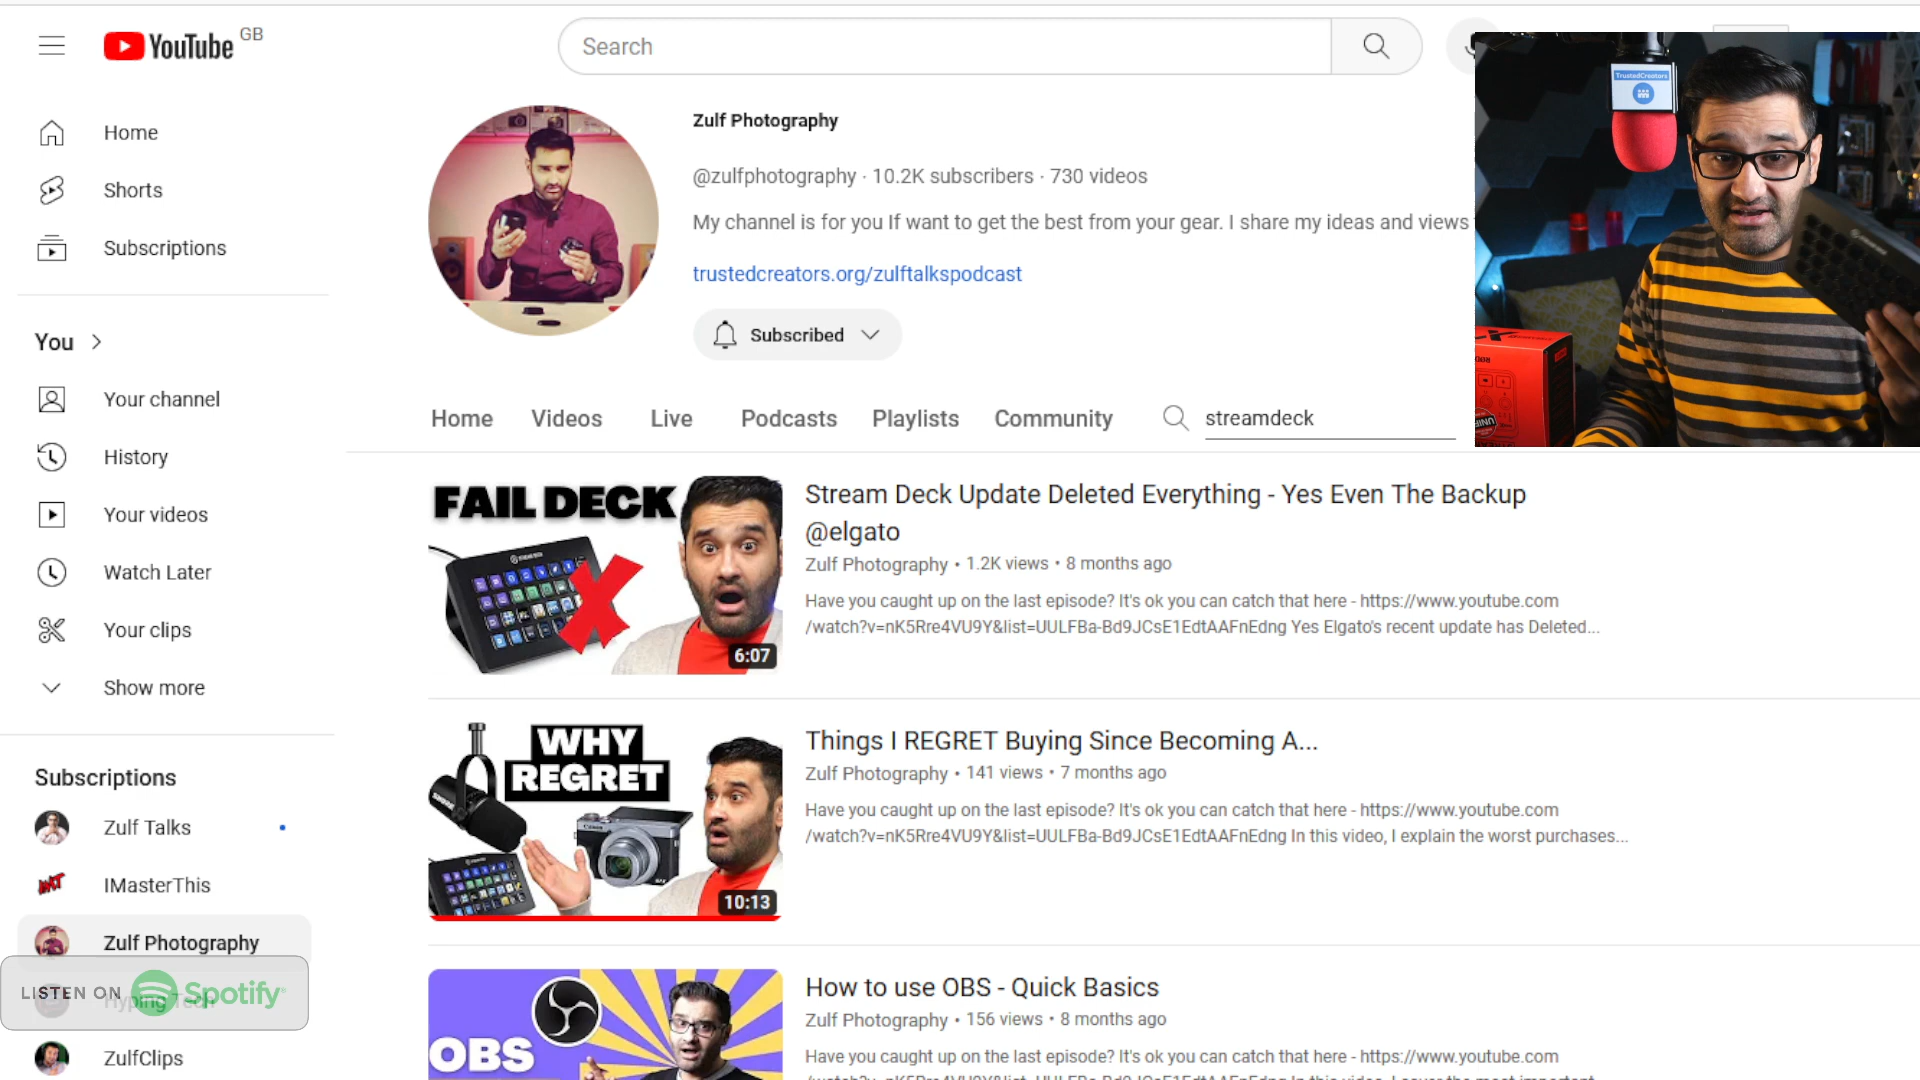 YouTube GB
Search
Home
Shorts
Subscriptions
You
Your channel
History
Your videos
Watch Later
Your clips
Show more
Subscriptions
Zulf Talks
IMasterThis
Zulf Photography
LISTEN ON Spotify
ZulfClips
Zulf Photography
@zulfphotography · 10.2K subscribers · 730 videos
My channel is for you If want to get the best from your gear. I share my ideas and views
trustedcreators.org/zulftalkspodcast
Subscribed
Home Videos Live Podcasts Playlists Community streamdeck
TrustedCreators
FAIL DECK
6:07
Stream Deck Update Deleted Everything - Yes Even The Backup
@elgato
Zulf Photography • 1.2K views • 8 months ago
Have you caught up on the last episode? It's ok you can catch that here - https://www.youtube.com
/watch?v=nK5Rre4VU9Y&list=UULFBa-Bd9JCsE1EdtAAFnEdng Yes Elgato's recent update has Deleted...
WHY
REGRET
10:13
Things I REGRET Buying Since Becoming A...
Zulf Photography • 141 views • 7 months ago
Have you caught up on the last episode? It's ok you can catch that here - https://www.youtube.com
/watch?v=nK5Rre4VU9Y&list=UULFBa-Bd9JCsE1EdtAAFnEdng In this video, I explain the worst purchases...
OBS
How to use OBS - Quick Basics
Zulf Photography • 156 views • 8 months ago
Have you caught up on the last episode? It's ok you can catch that here - https://www.youtube.com